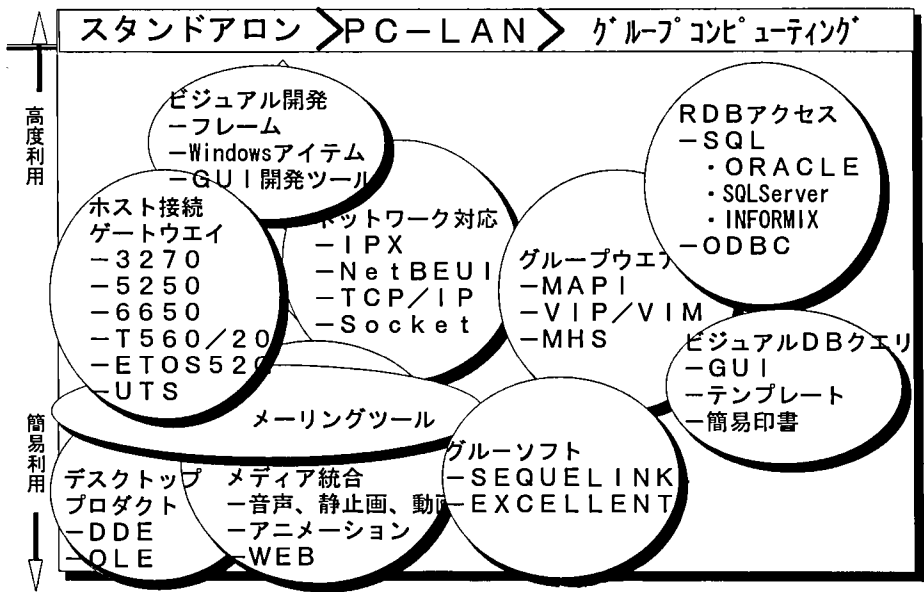 スタンドアロン
PC-LAN
グループコンピューティング
高度利用
簡易利用
ビジュアル開発
-フレーム
-Windowsアイテム
-GUI開発ツール
RDBアクセス
-SQL
・ORACLE
・SQLServer
・INFORMIX
-ODBC
ホスト接続
ゲートウエイ
-3270
-5250
-6650
-T560/20
-ETOS520
-UTS
ネットワーク対応
-IPX
-NetBEUI
-TCP/IP
-Socket
グループウエア
-MAPI
-VIP/VIM
-MHS
ビジュアルDBクエリ
-GUI
-テンプレート
-簡易印書
メーリングツール
デスクトップ
プロダクト
-DDE
-OLE
メディア統合
-音声、静止画、動画
-アニメーション
-WEB
グルーソフト
-SEQUELINK
-EXCELLENT